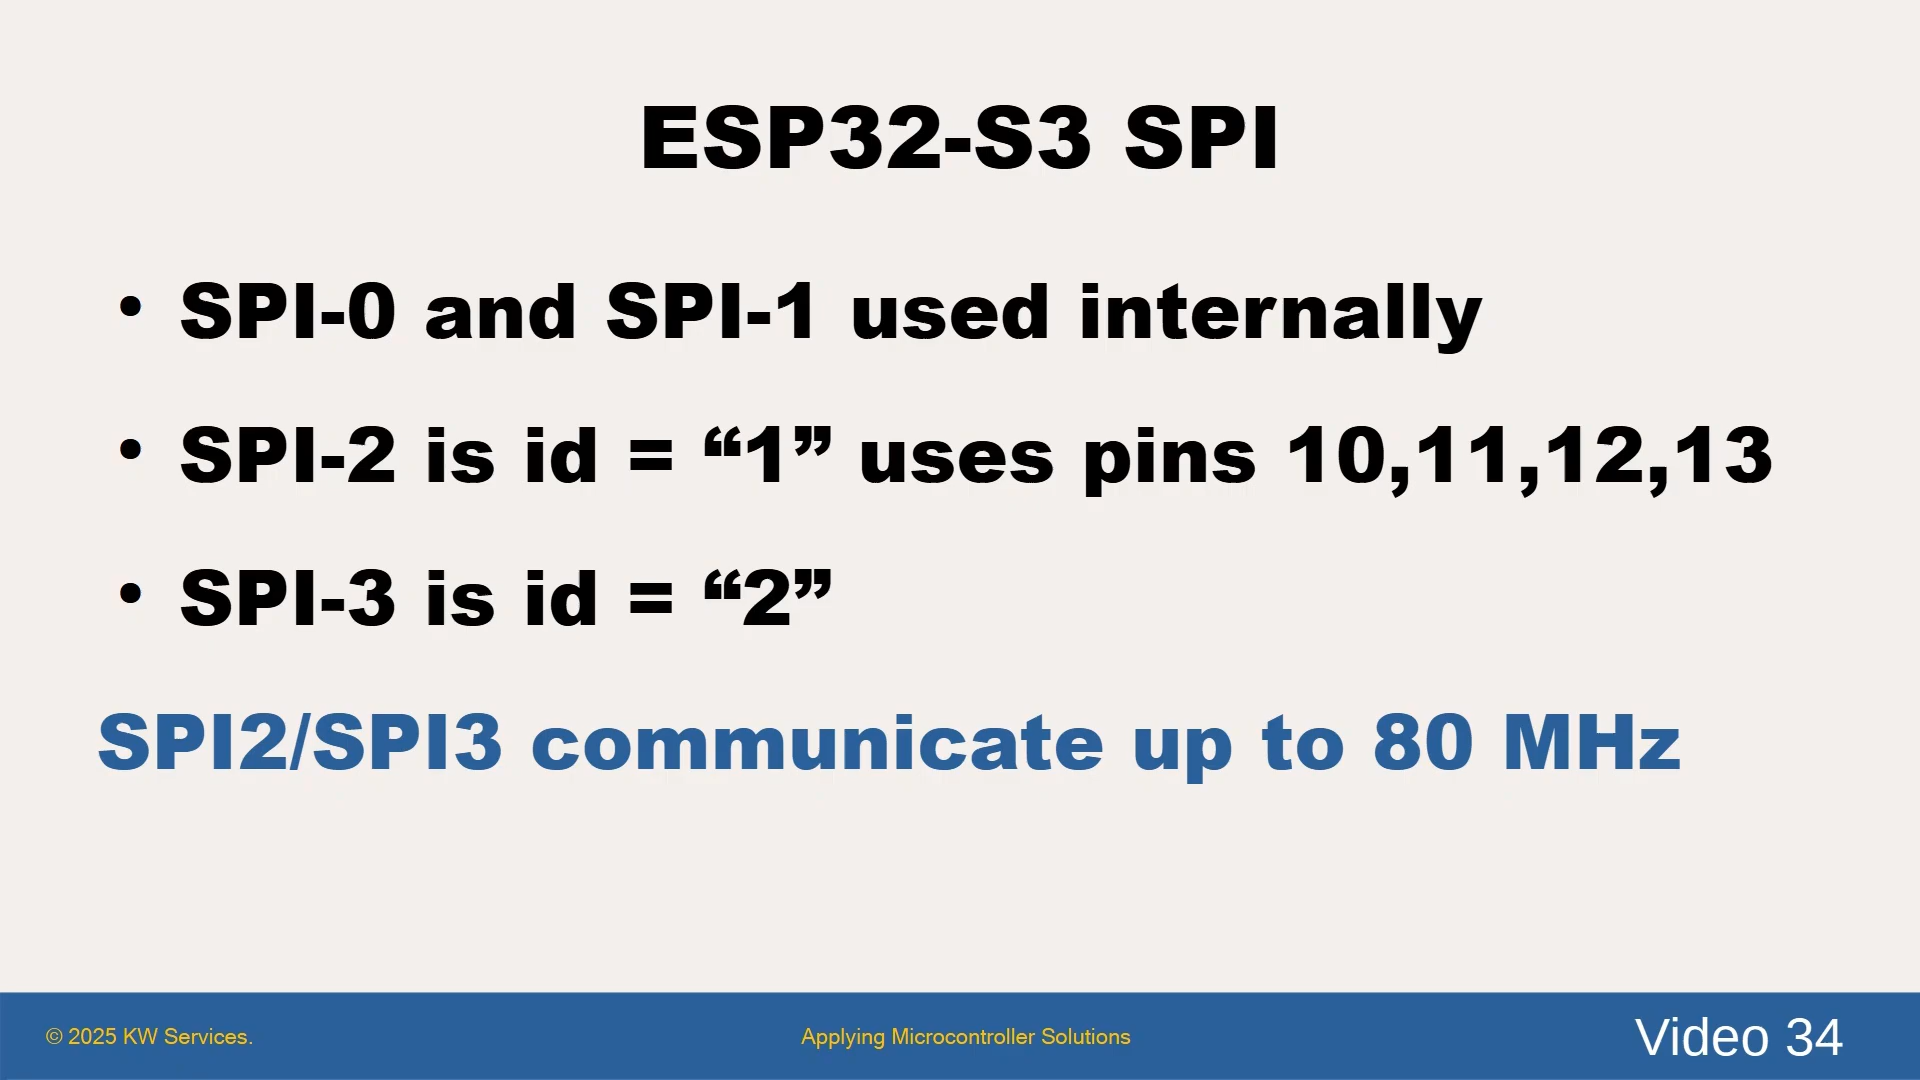 ESP32-S3 SPI
• SPI-0 and SPI-1 used internally
• SPI-2 is id = “1” uses pins 10,11,12,13
• SPI-3 is id = “2”
SPI2/SPI3 communicate up to 80 MHz
© 2025 KW Services.
Applying Microcontroller Solutions
Video 34